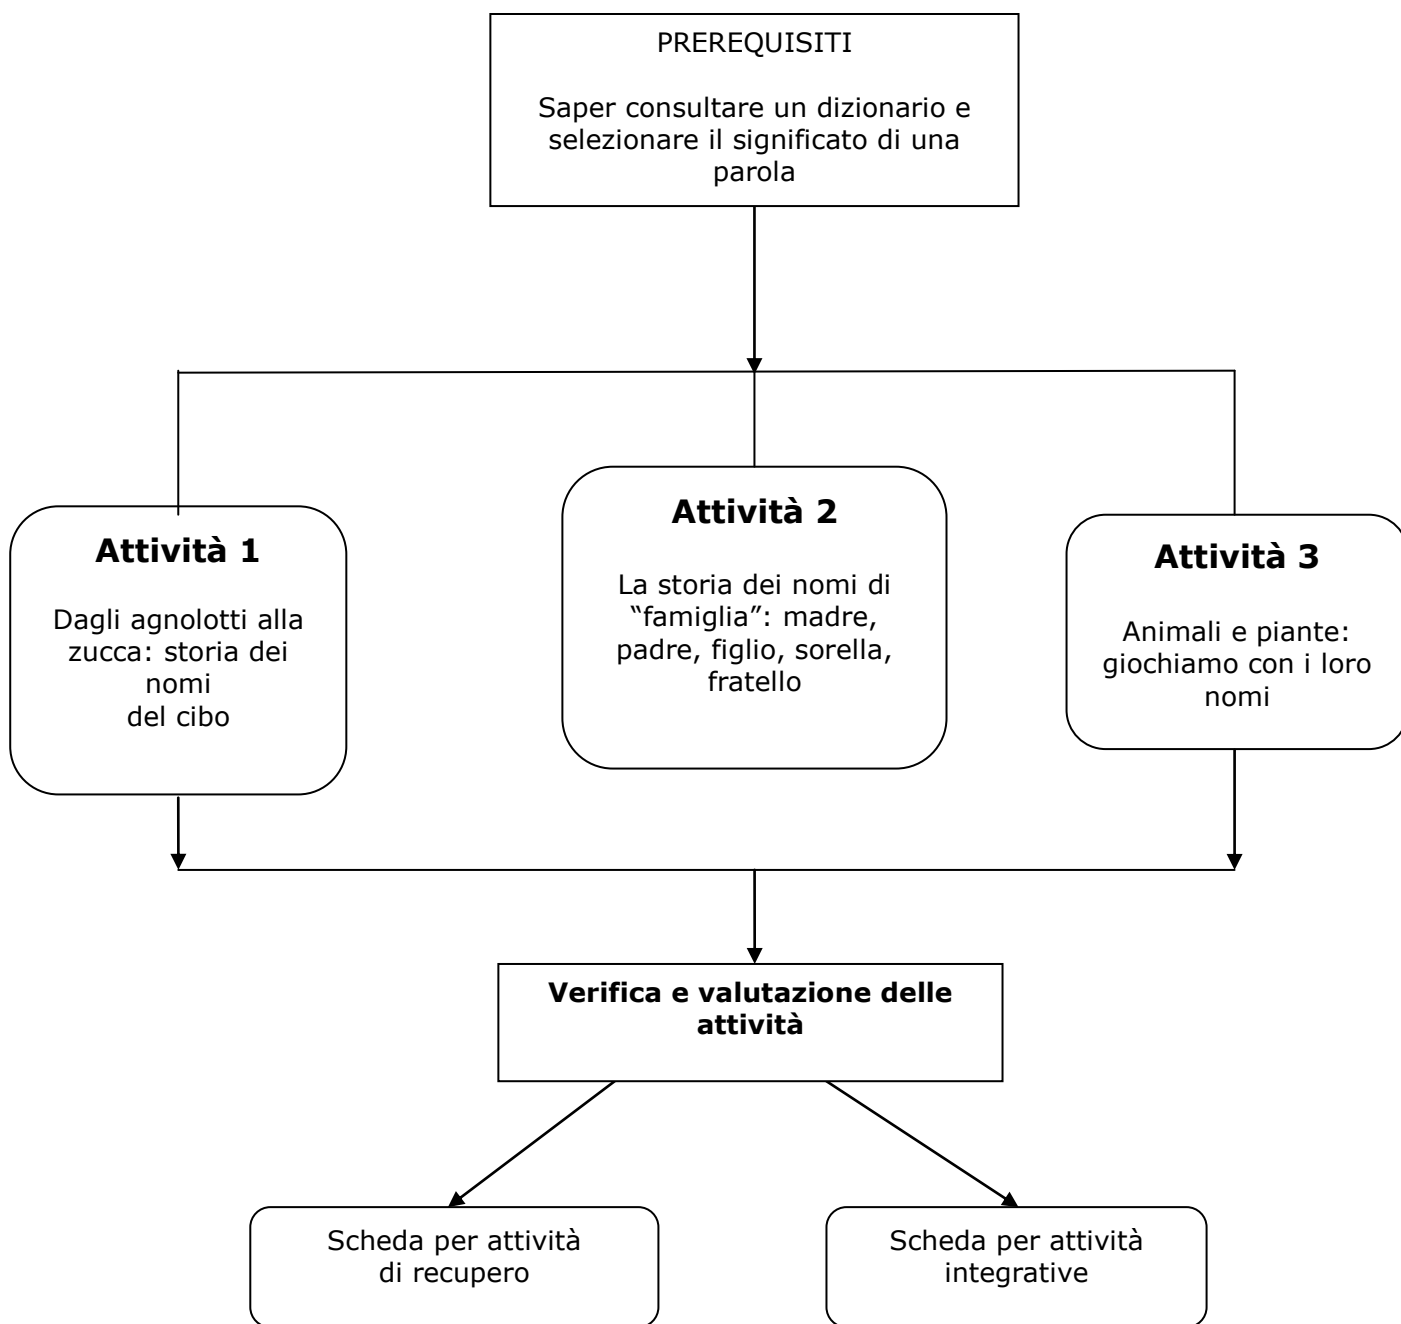 PREREQUISITI
Saper consultare un dizionario e
selezionare il significato di una
parola
Attività 1
Dagli agnolotti alla
zucca: storia dei
nomi
del cibo
Attività 2
La storia dei nomi di
“famiglia”: madre,
padre, figlio, sorella,
fratello
Attività 3
Animali e piante:
giochiamo con i loro
nomi
Verifica e valutazione delle
attività
Scheda per attività
di recupero
Scheda per attività
integrative